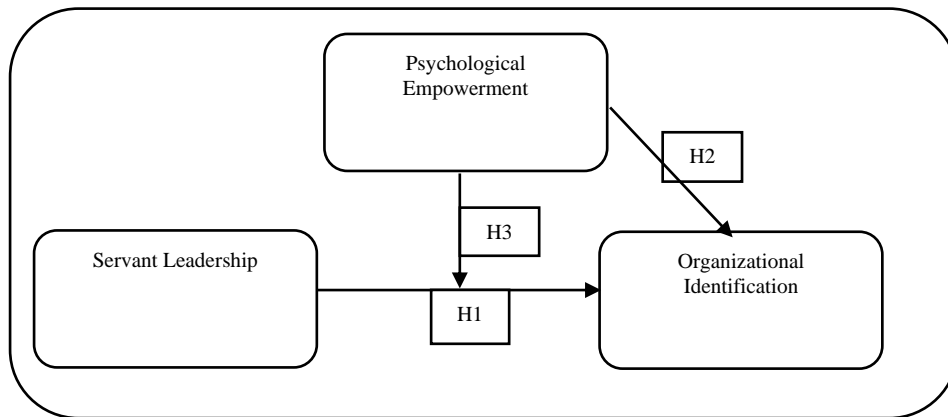 Psychological
Empowerment
H2
H3
Servant Leadership
Organizational
Identification
H1